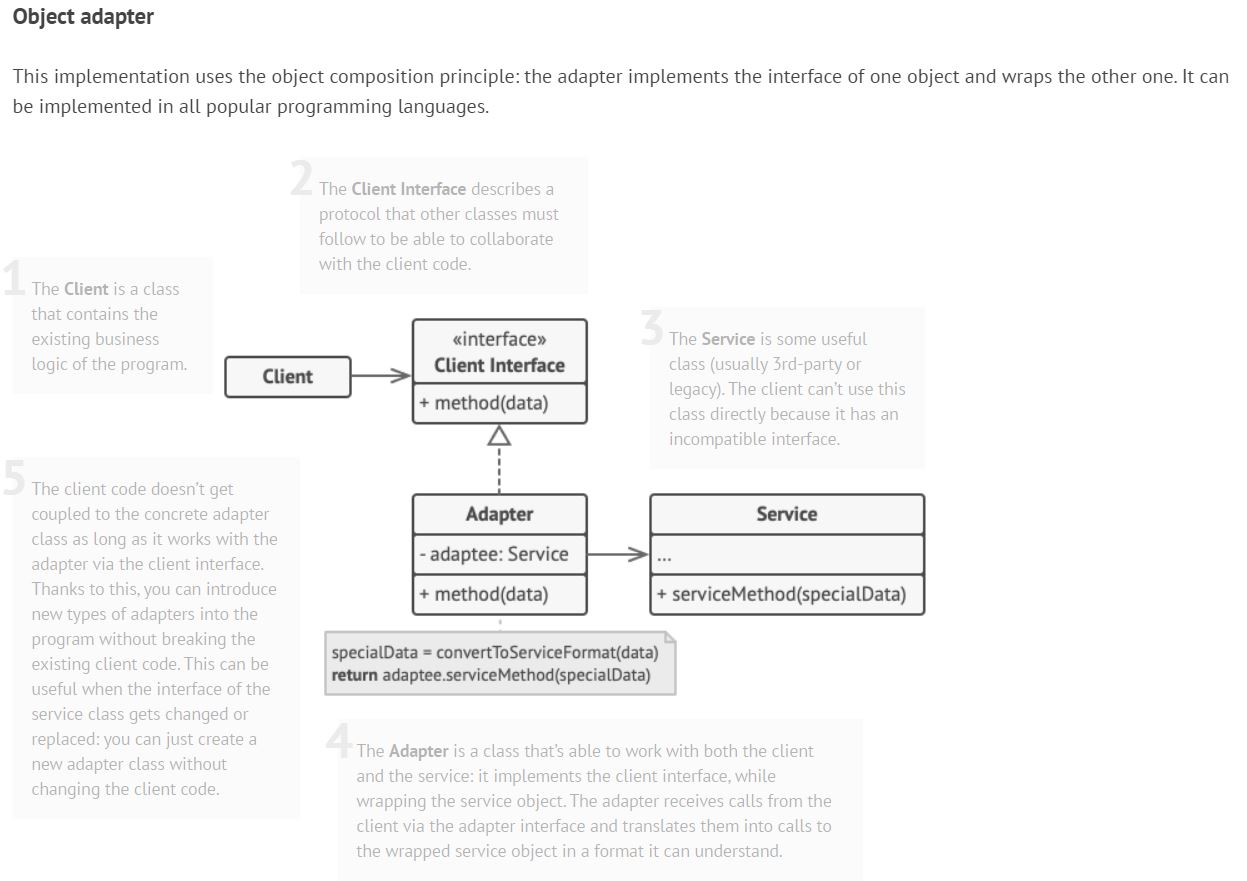 Object adapter
This implementation uses the object composition principle: the adapter implements the interface of one object and wraps the other one. It can
be implemented in all popular programming languages.
1
The Client is a class
that contains the
existing business
logic of the program.
2
The Client Interface describes a
protocol that other classes must
follow to be able to collaborate
with the client code.
3
The Service is some useful
class (usually 3rd-party or
legacy). The client can't use this
class directly because it has an
incompatible interface.
Client
«interface»
Client Interface
+ method(data)
Adapter
- adaptee: Service
+ method(data)
Service
...
+ serviceMethod(specialData)
specialData = convertToServiceFormat(data)
return adaptee.serviceMethod(specialData)
4
The Adapter is a class that's able to work with both the client
and the service: it implements the client interface, while
wrapping the service object. The adapter receives calls from the
client via the adapter interface and translates them into calls to
the wrapped service object in a format it can understand.
5
The client code doesn't get
coupled to the concrete adapter
class as long as it works with the
adapter via the client interface.
Thanks to this, you can introduce
new types of adapters into the
program without breaking the
existing client code. This can be
useful when the interface of the
service class gets changed or
replaced: you can just create a
new adapter class without
changing the client code.